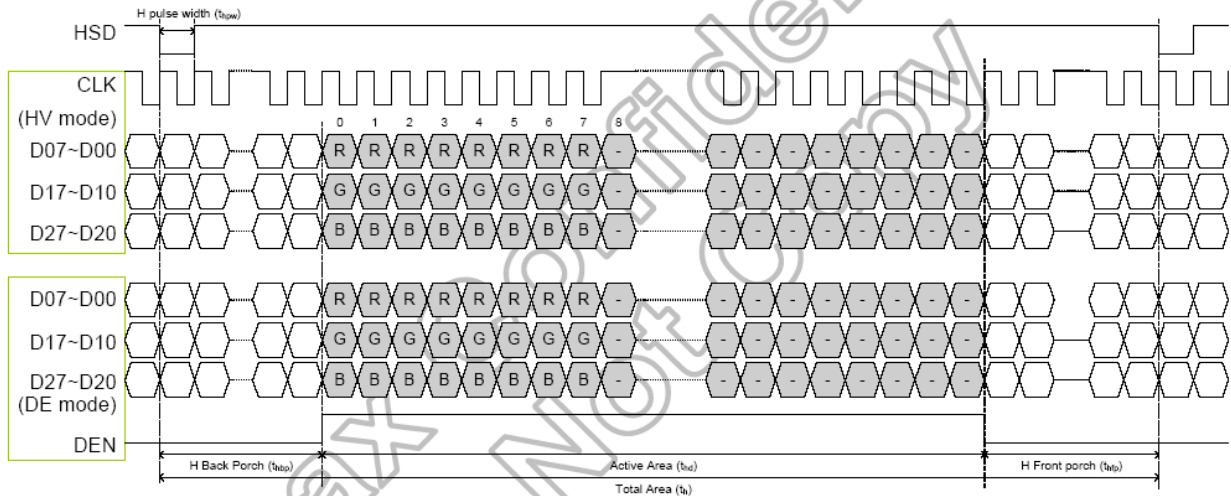 H pulse width (thpw)
HSD
CLK
(HV mode)
0 1 2 3 4 5 6 7 8
D07~D00 R R R R R R R R - - - - - - - - -
D17~D10 G G G G G G G G - - - - - - - - -
D27~D20 B B B B B B B B - - - - - - - - -
D07~D00 R R R R R R R R - - - - - - - - -
D17~D10 G G G G G G G G - - - - - - - - -
D27~D20 B B B B B B B B - - - - - - - - -
(DE mode)
DEN
H Back Porch (thbp) Active Area (thd) H Front porch (thfp)
Total Area (th)
Not Copy